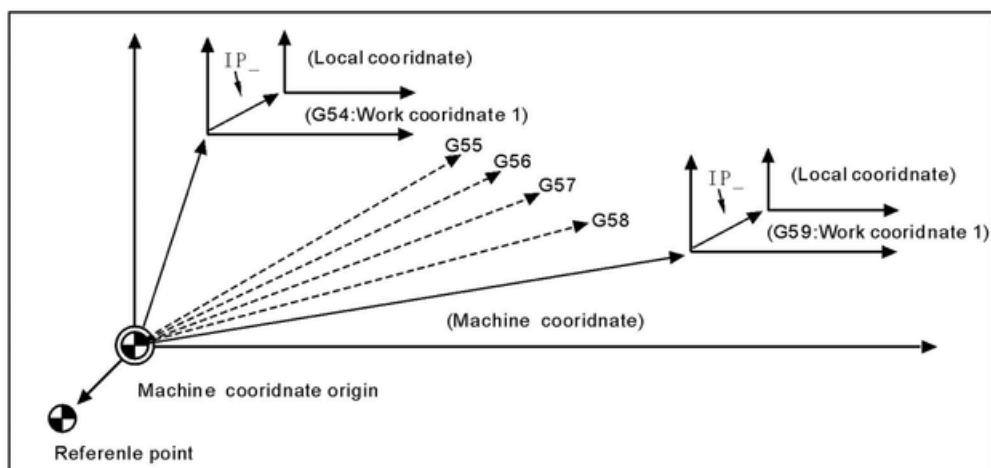 IP_
(Local cooridnate)
(G54:Work cooridnate 1)
G55
G56
G57
G58
IP_
(Local cooridnate)
(G59:Work cooridnate 1)
(Machine cooridnate)
Machine cooridnate origin
Referenle point